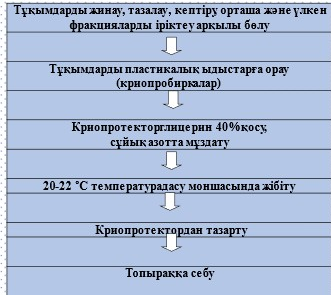 Тұқымдарды жинау, тазалау, кептіру орташа және үлкен
фракцияларды іріктеу арқылы бөлу
Тұқымдарды пластикалық ыдыстарға орау
(криопробиркалар)
Криопротекторглицерин 40%қосу,
сұйық азотта мұздату
20-22 °С температурадасу моншасында жібіту
Криопротектордан тазарту
Топыраққа себу